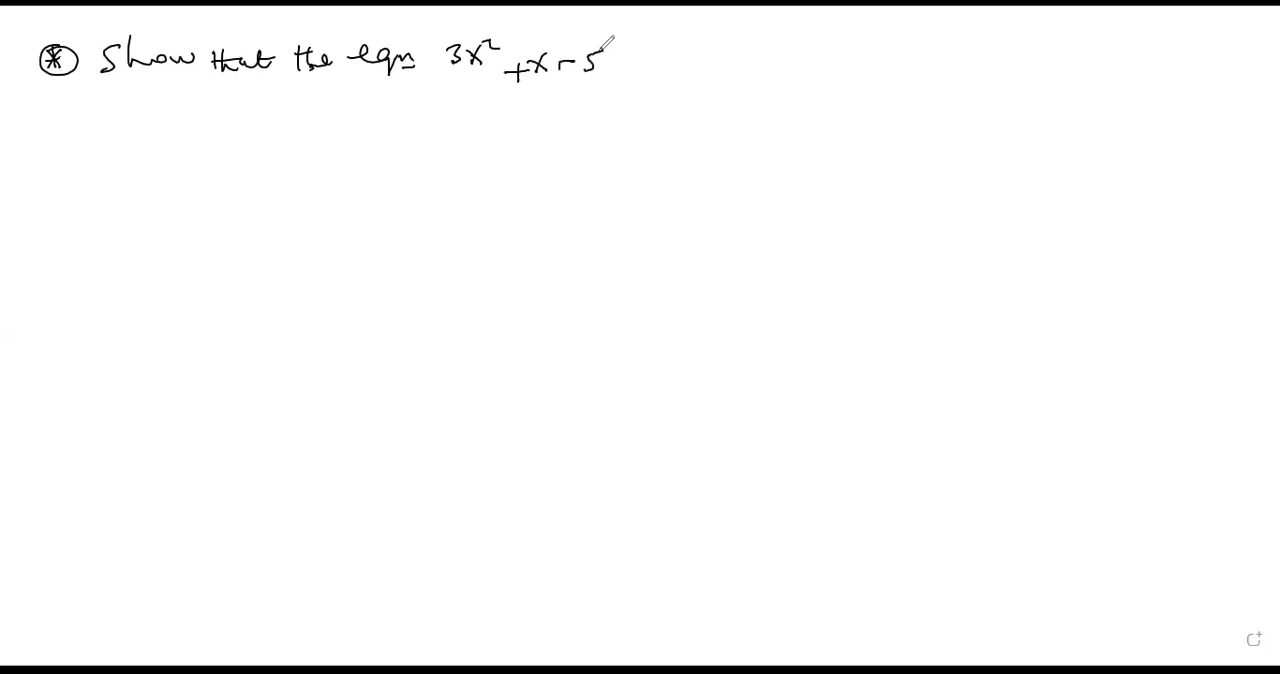 ⊛ Show that the eqn 3x² +x - 5